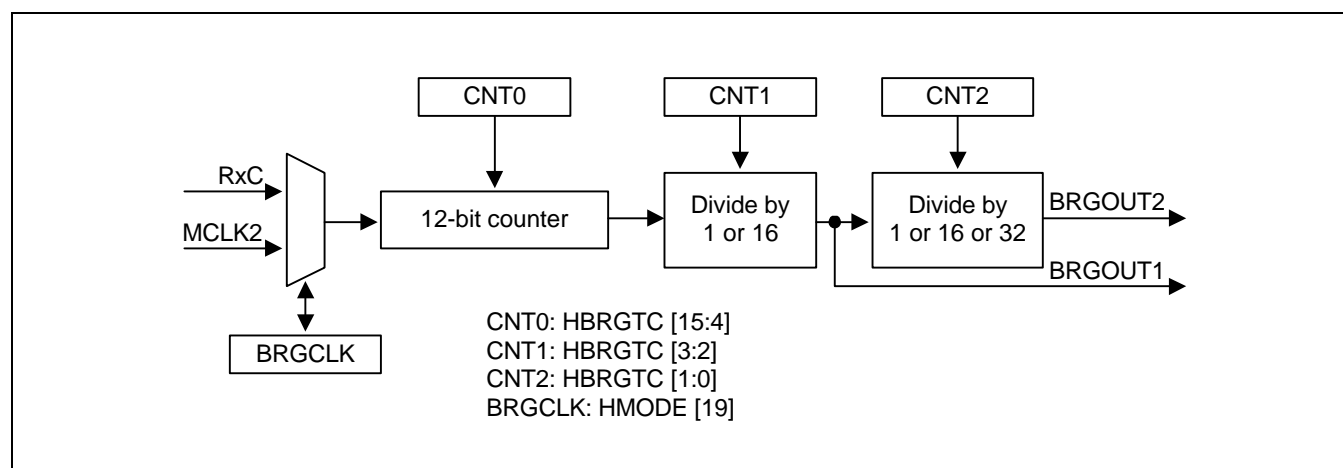 CNT0
CNT1
CNT2
RxC
MCLK2
12-bit counter
Divide by
1 or 16
Divide by
1 or 16 or 32
BRGOUT2
BRGOUT1
BRGCLK
CNT0: HBRGTC [15:4]
CNT1: HBRGTC [3:2]
CNT2: HBRGTC [1:0]
BRGCLK: HMODE [19]